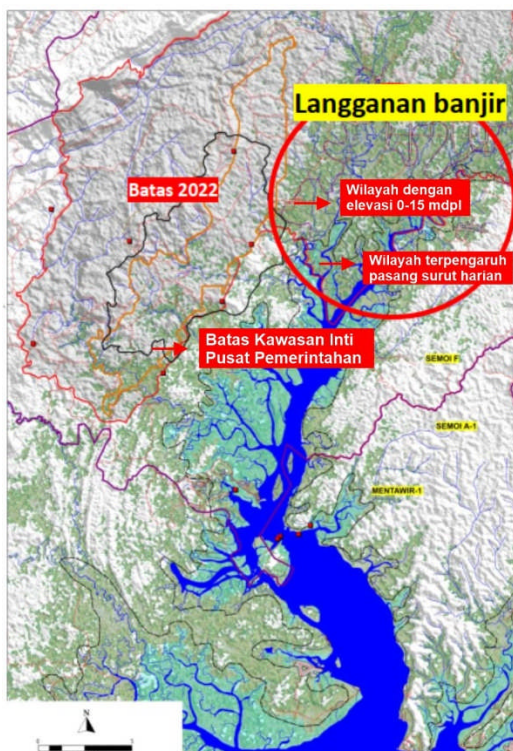 Langganan banjir
Batas 2022
Wilayah dengan
elevasi 0-15 mdpl
Wilayah terpengaruh
pasang surut harian
Batas Kawasan Inti
Pusat Pemerintahan
SEMOI F
SEMOI A-1
MENTAWIR-1
N